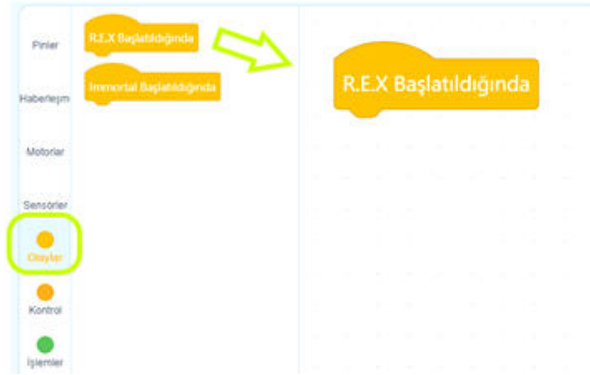 Pinler
Haberleşm
Motorlar
Sensörler
Olaylar
Kontrol
İşlemler
R.E.X Başlatıldığında
Immortal Başlatıldığında
R.E.X Başlatıldığında